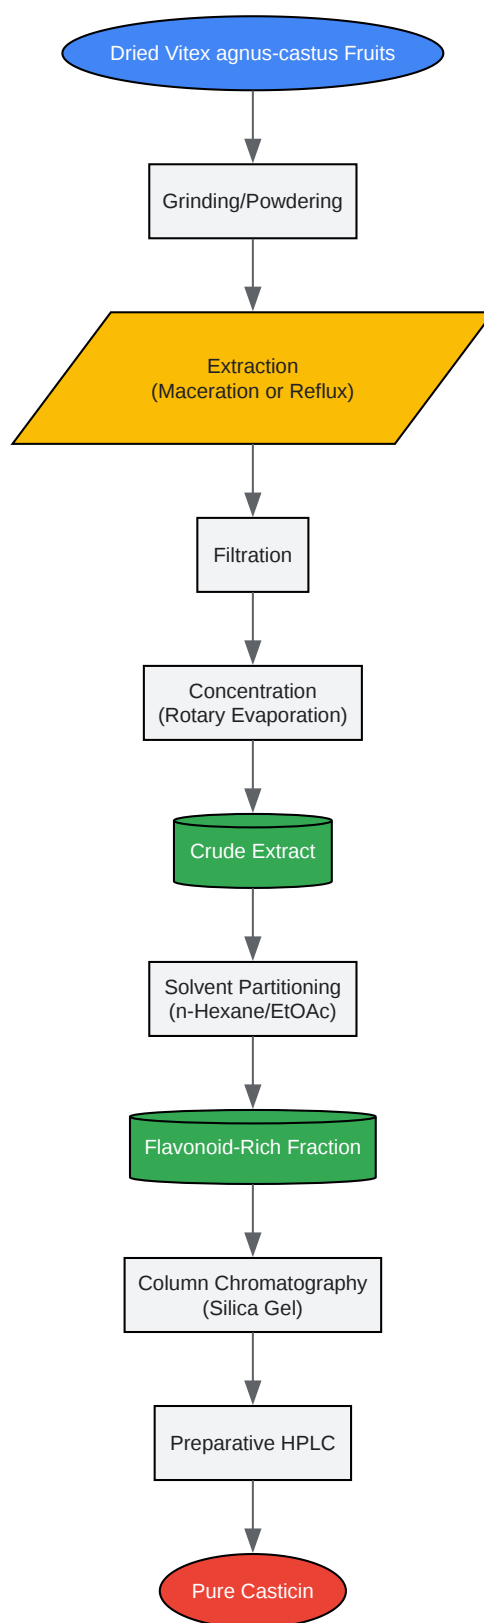 Dried Vitex agnus-castus Fruits
Grinding/Powdering
Extraction
(Maceration or Reflux)
Filtration
Concentration
(Rotary Evaporation)
Crude Extract
Solvent Partitioning
(n-Hexane/EtOAc)
Flavonoid-Rich Fraction
Column Chromatography
(Silica Gel)
Preparative HPLC
Pure Casticin